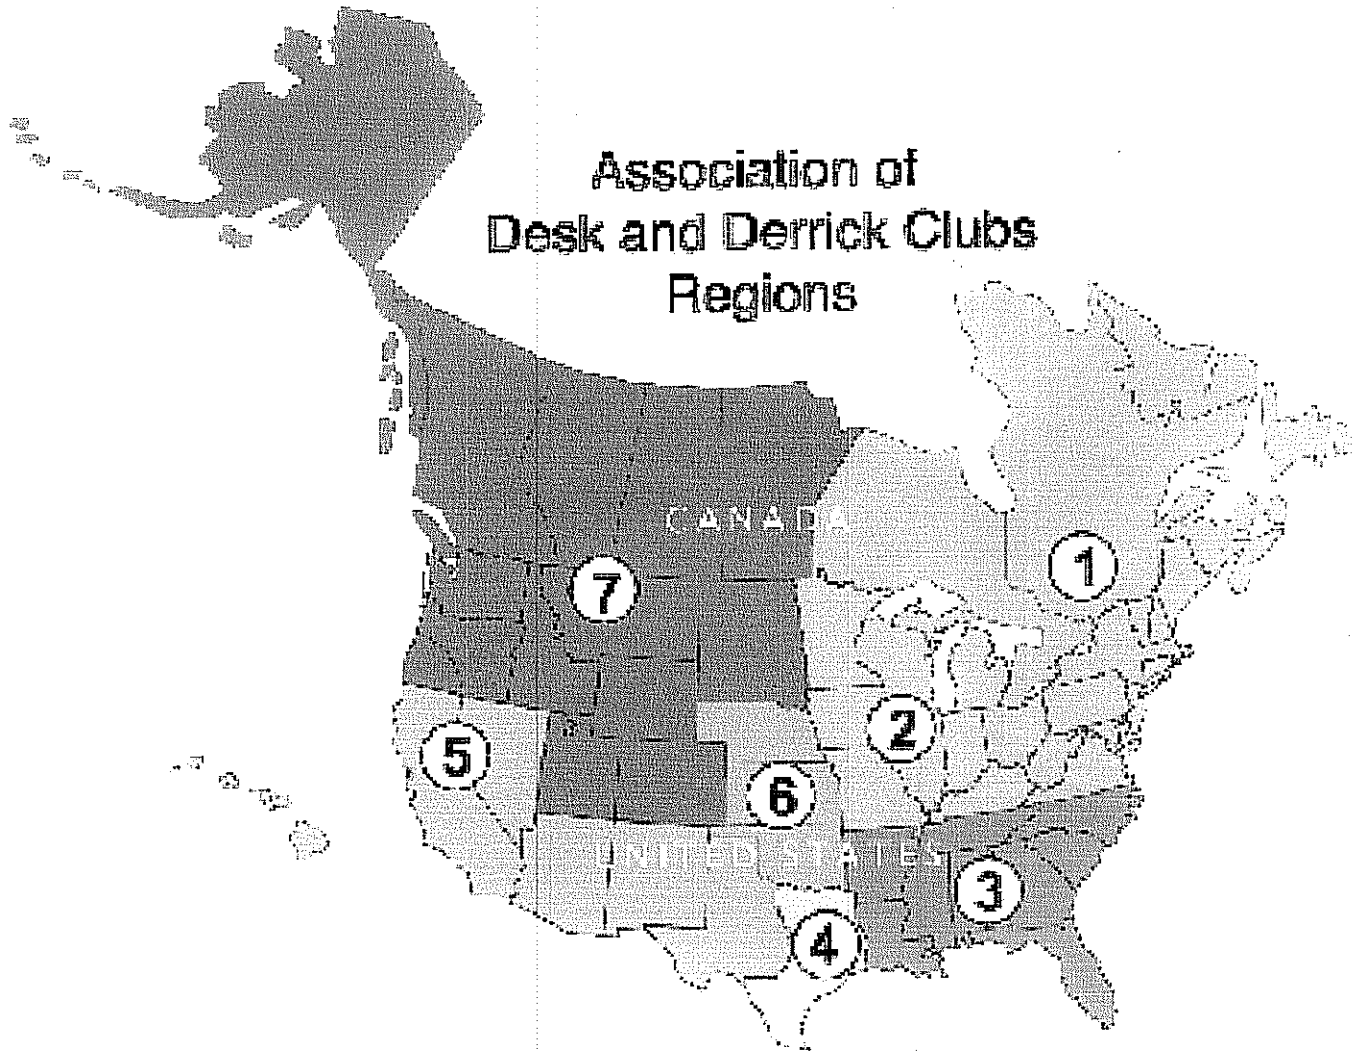 Association of
Desk and Derrick Clubs
Regions
CANADA
1
7
2
5
6
UNITED STATES
3
4